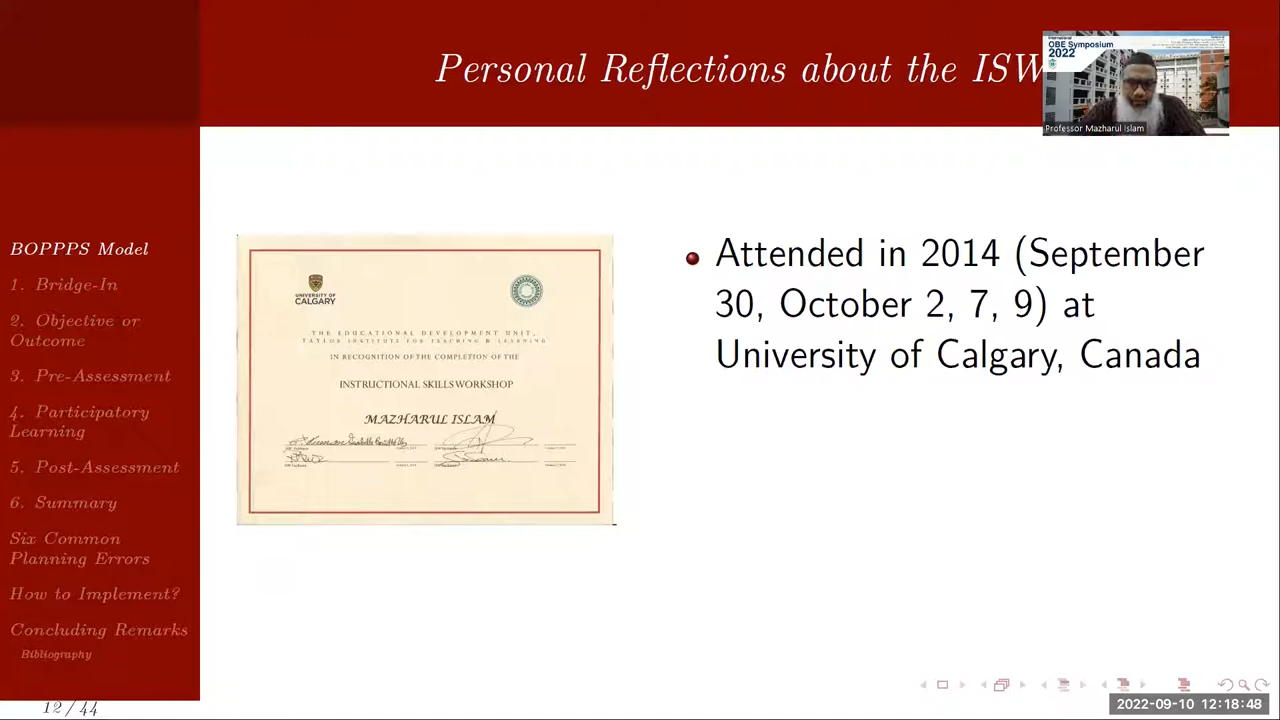 Personal Reflections about the ISW
International
OBE Symposium
2022
Professor Mazharul Islam
BOPPPS Model
1. Bridge-In
2. Objective or
Outcome
3. Pre-Assessment
4. Participatory
Learning
5. Post-Assessment
6. Summary
Six Common
Planning Errors
How to Implement?
Concluding Remarks
Bibliography
12 / 44
UNIVERSITY OF
CALGARY
THE EDUCATIONAL DEVELOPMENT UNIT,
TAYLOR INSTITUTE FOR TEACHING & LEARNING
IN RECOGNITION OF THE COMPLETION OF THE
INSTRUCTIONAL SKILLS WORKSHOP
MAZHARUL ISLAM
Attended in 2014 (September
30, October 2, 7, 9) at
University of Calgary, Canada
2022-09-10 12:18:48